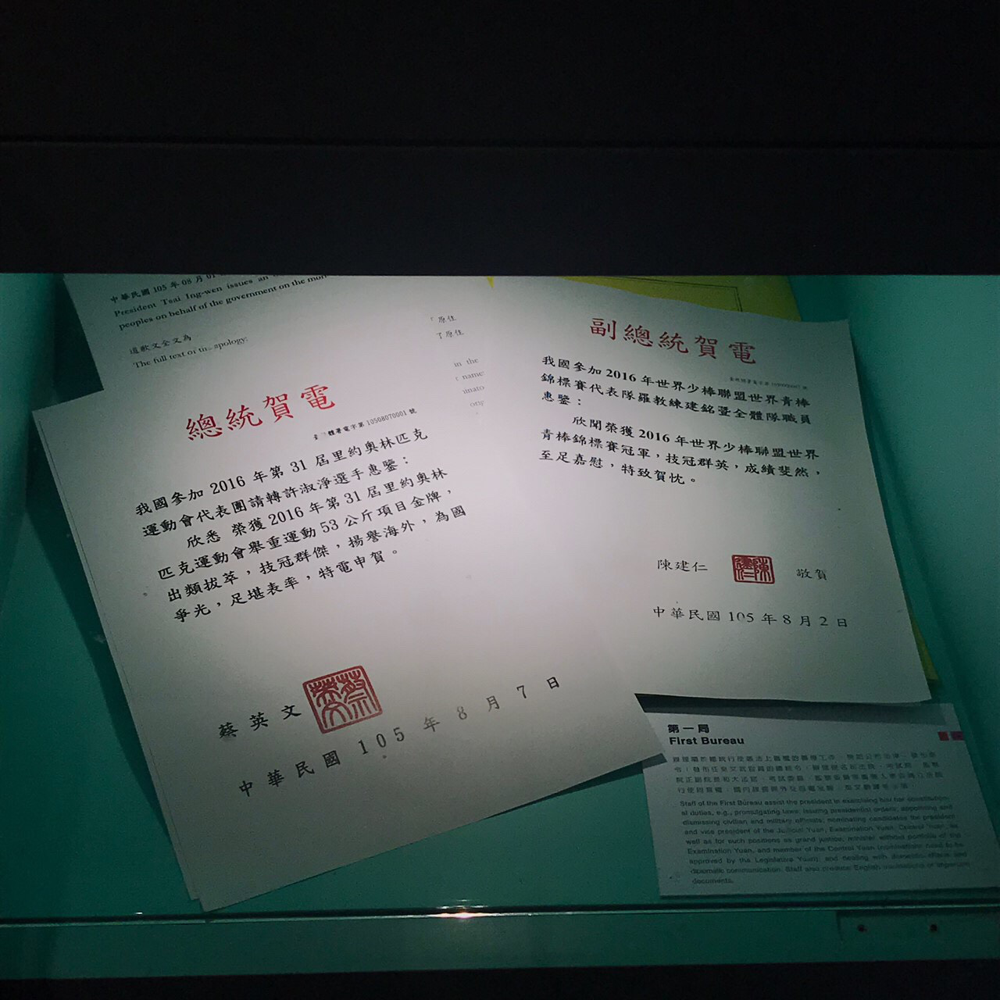 中華民國 105 年 08 月 01
President Tsai Ing-wen issues an
peoples on behalf of the government on the
道歉文全文為
The full text of the apology:
「原住
了原住
in the
name
總統賀電
體著電字第 10508070001 號
我國參加 2016 年第 31 屆里約奧林匹克
運動會代表團請轉許淑淨選手惠鑒：
欣悉 榮獲 2016 年第 31 屆里約奧林
匹克運動會舉重運動 53 公斤項目金牌，
出類拔萃，技冠群傑，揚譽海外，為國
爭光，足堪表率，特電申賀。
蔡英文
蔡英文
中華民國 105 年 8 月 7 日
副總統賀電
我國參加 2016 年世界少棒聯盟世界青棒
錦標賽代表隊羅教練建銘暨全體隊職員
惠鑒：
欣聞榮獲 2016 年世界少棒聯盟世界
青棒錦標賽冠軍，技冠群英，成績斐然，
至足嘉慰，特致賀忱。
陳建仁 陳建仁 敬賀
中華民國 105 年 8 月 2 日
第一局
First Bureau
Staff of the First Bureau assist the president in exercising his/her constitution-
al duties, e.g., promulgating laws; issuing presidential orders; appointing and
dismissing civilian and military officials; nominating candidates for president
and vice president of the Judicial Yuan, Examination Yuan, Control Yuan, as
well as for such positions as grand justice, minister without portfolio of the
Examination Yuan, and member of the Control Yuan (nominations need to be
approved by the Legislative Yuan); and dealing with domestic affairs and
diplomatic communication. Staff also provide English translations of important
documents.